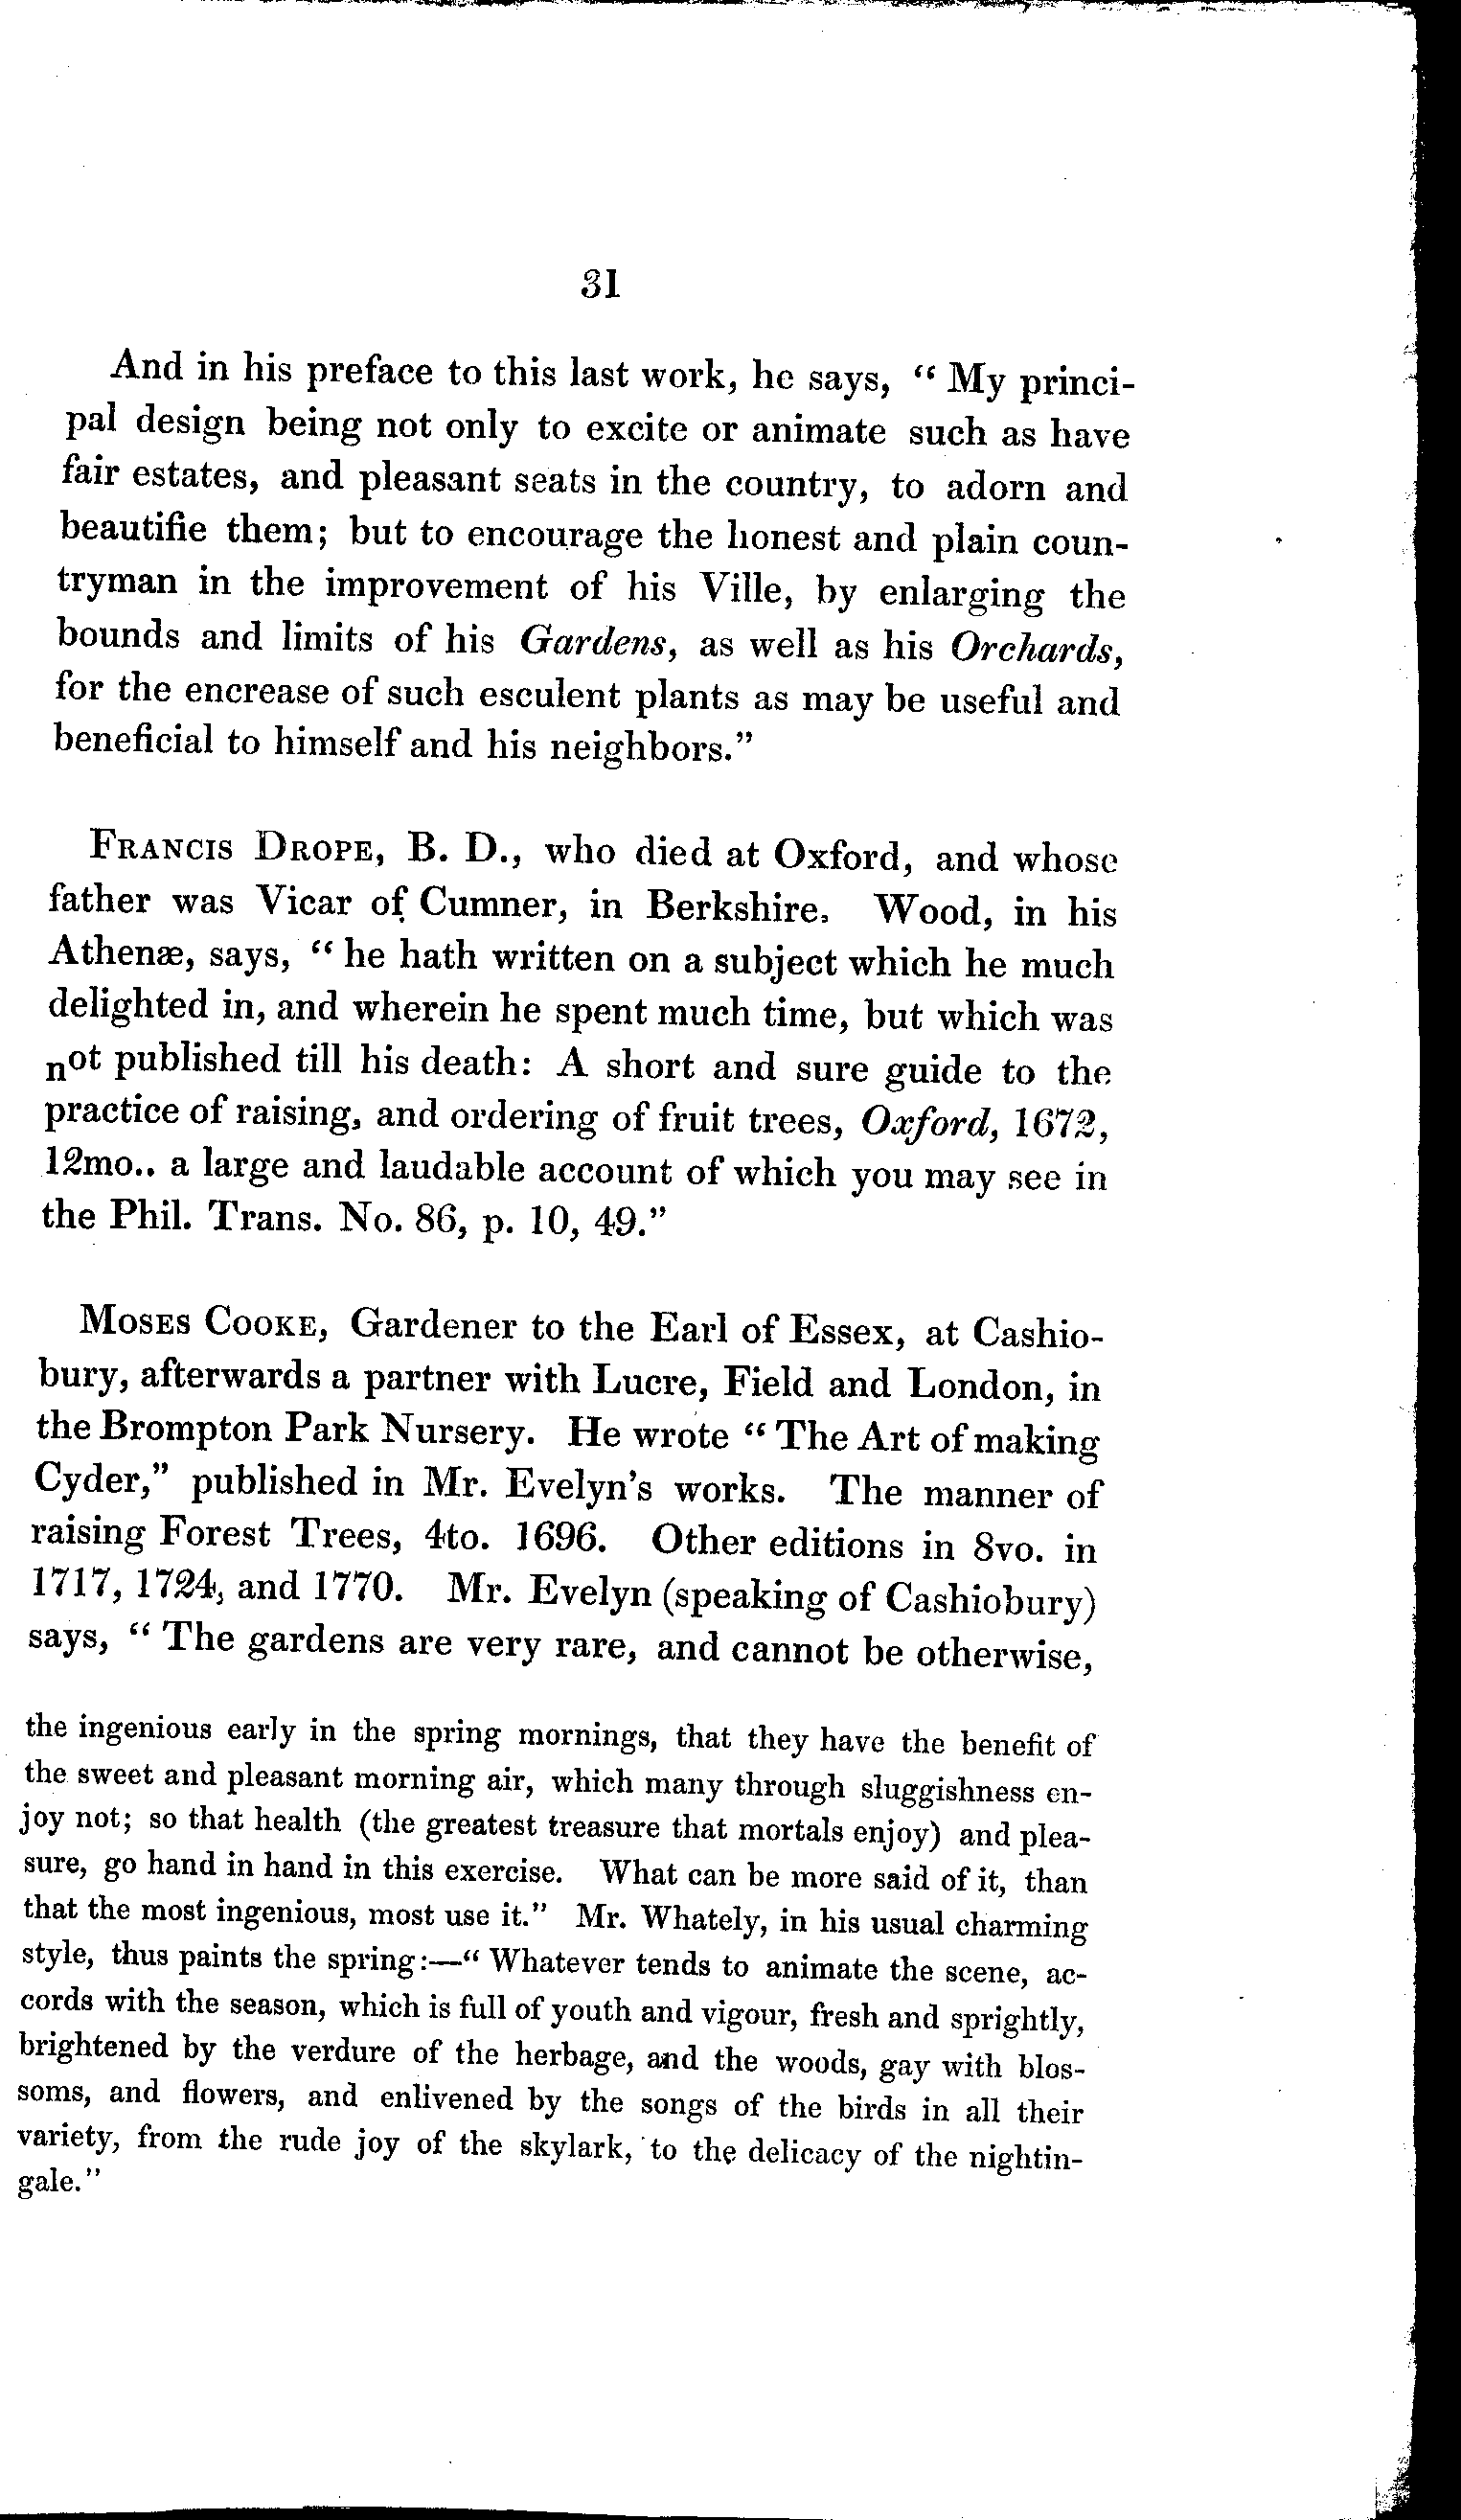 31
And in his preface to this last work, he says, “ My princi-
pal design being not only to excite or animate such as have
fair estates, and pleasant seats in the country, to adorn and
beautifie them; but to encourage the honest and plain coun-
tryman in the improvement of his Ville, by enlarging the
bounds and limits of his Gardens, as well as his Orchards,
for the encrease of such esculent plants as may be useful and
beneficial to himself and his neighbors.”
FRANCIS DROPE, B. D., who died at Oxford, and whose
father was Vicar of Cumner, in Berkshire. Wood, in his
Athenæ, says, “ he hath written on a subject which he much
delighted in, and wherein he spent much time, but which was
not published till his death: A short and sure guide to the
practice of raising, and ordering of fruit trees, Oxford, 1672,
12mo.. a large and laudable account of which you may see in
the Phil. Trans. No. 86, p. 10, 49.”
MOSES COOKE, Gardener to the Earl of Essex, at Cashio-
bury, afterwards a partner with Lucre, Field and London, in
the Brompton Park Nursery. He wrote “ The Art of making
Cyder,” published in Mr. Evelyn’s works. The manner of
raising Forest Trees, 4to. 1696. Other editions in 8vo. in
1717, 1724, and 1770. Mr. Evelyn (speaking of Cashiobury)
says, “ The gardens are very rare, and cannot be otherwise,
the ingenious early in the spring mornings, that they have the benefit of
the sweet and pleasant morning air, which many through sluggishness en-
joy not; so that health (the greatest treasure that mortals enjoy) and plea-
sure, go hand in hand in this exercise. What can be more said of it, than
that the most ingenious, most use it.” Mr. Whately, in his usual charming
style, thus paints the spring:—“ Whatever tends to animate the scene, ac-
cords with the season, which is full of youth and vigour, fresh and sprightly,
brightened by the verdure of the herbage, and the woods, gay with blos-
soms, and flowers, and enlivened by the songs of the birds in all their
variety, from the rude joy of the skylark, to the delicacy of the nightin-
gale.”